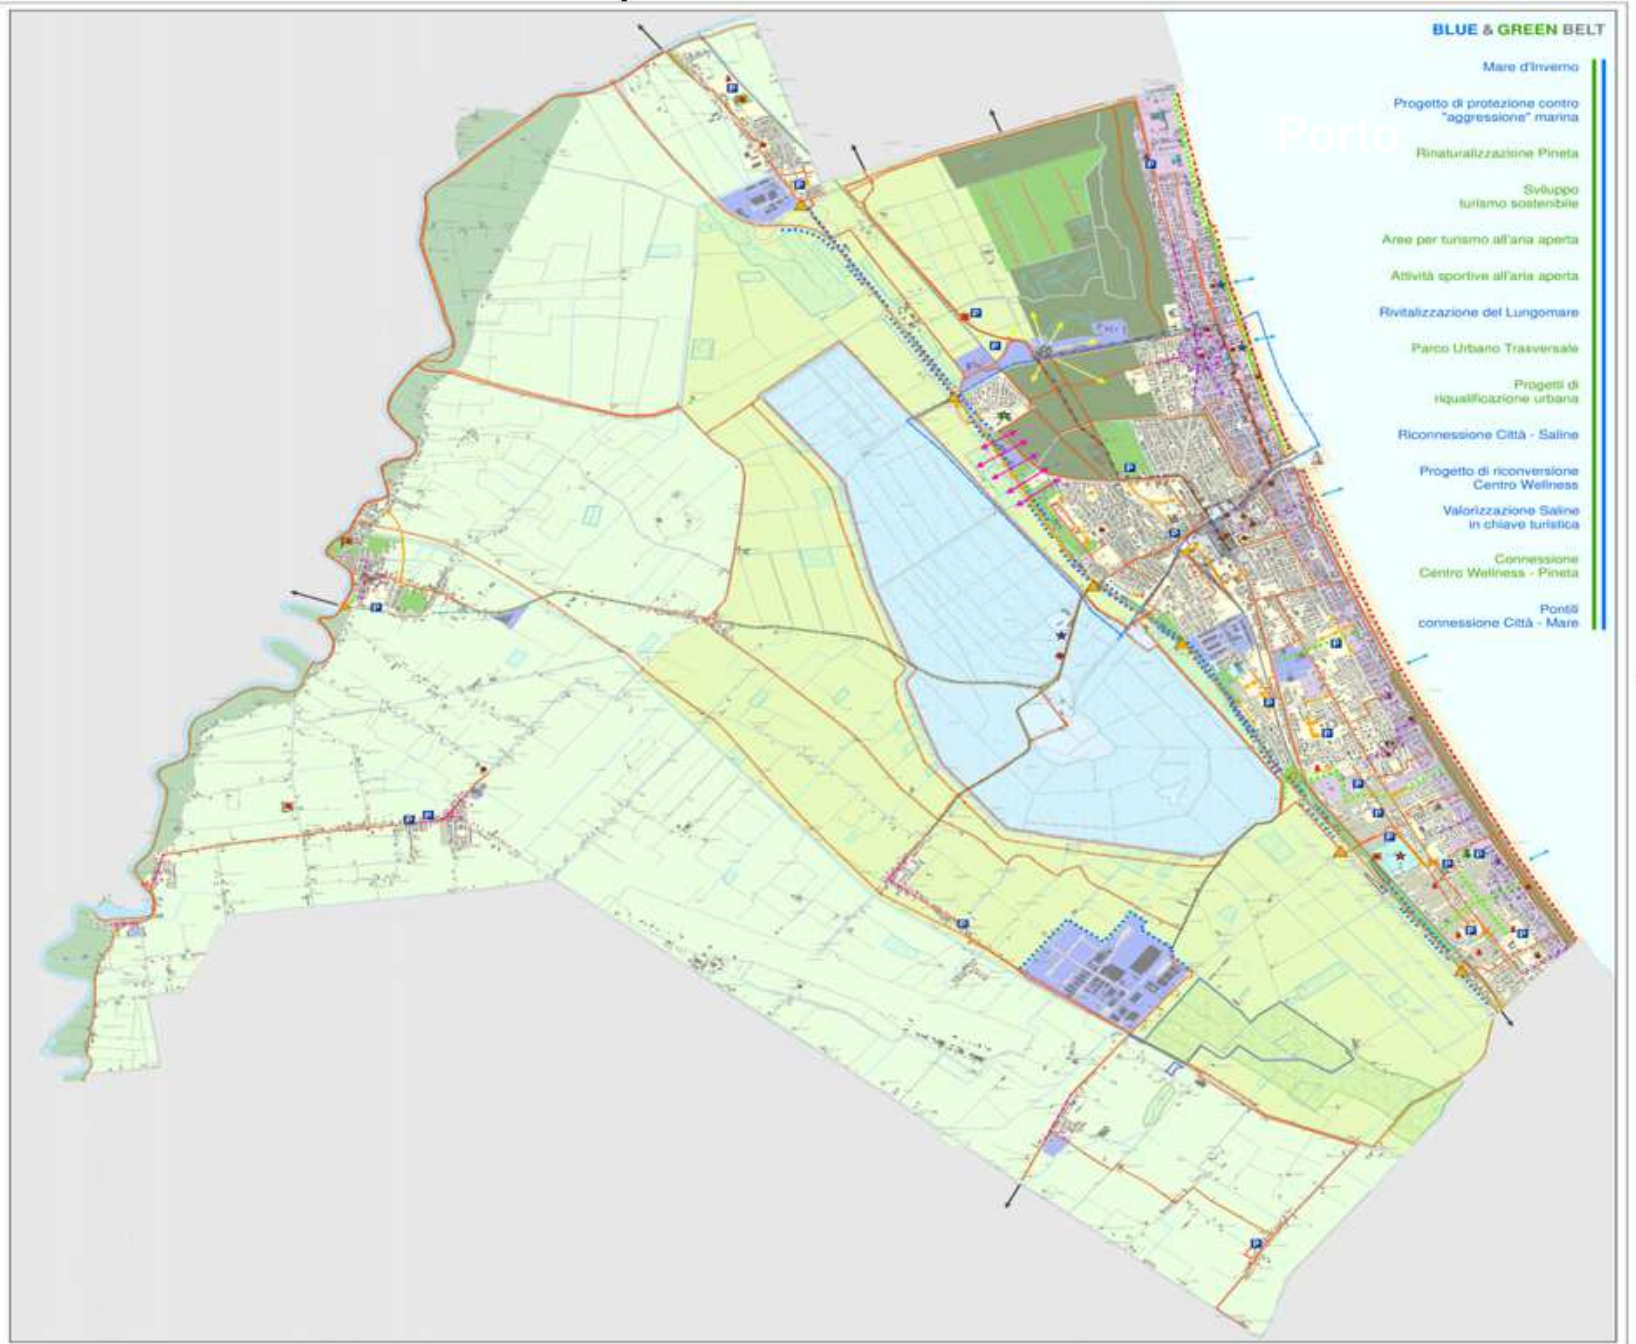 BLUE & GREEN BELT
Mare d'Inverno
Progetto di protezione contro
"aggressione" marina
Porto
Rinaturalizzazione Pineta
Sviluppo
turismo sostenibile
Aree per turismo all'aria aperta
Attività sportive all'aria aperta
Rivitalizzazione del Lungomare
Parco Urbano Trasversale
Progetti di
riqualificazione urbana
Riconnessione Città - Saline
Progetto di riconversione
Centro Wellness
Valorizzazione Saline
in chiave turistica
Connessione
Centro Wellness - Pineta
Pontili
connessione Città - Mare